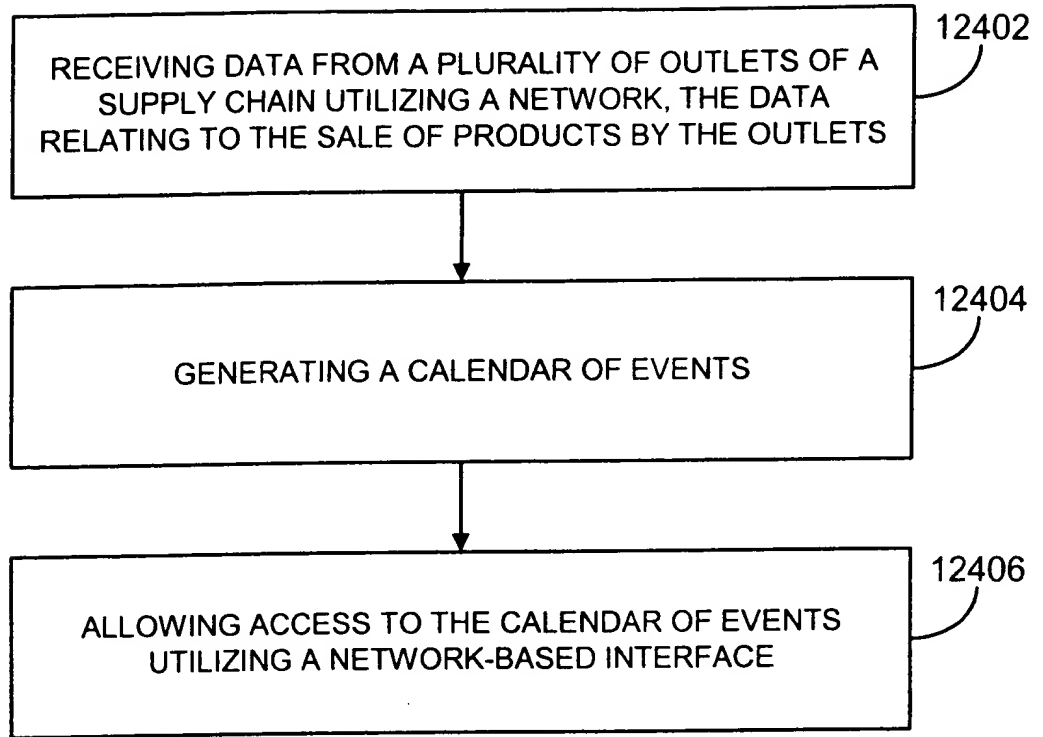 12402
RECEIVING DATA FROM A PLURALITY OF OUTLETS OF A
SUPPLY CHAIN UTILIZING A NETWORK, THE DATA
RELATING TO THE SALE OF PRODUCTS BY THE OUTLETS
12404
GENERATING A CALENDAR OF EVENTS
12406
ALLOWING ACCESS TO THE CALENDAR OF EVENTS
UTILIZING A NETWORK-BASED INTERFACE